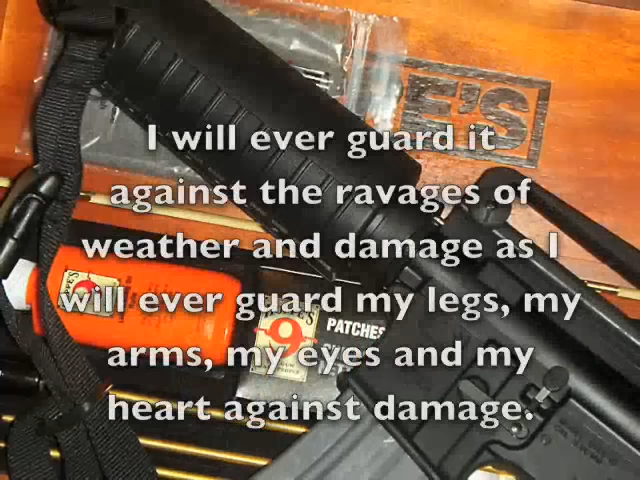 E'S
I will ever guard it
against the ravages of
weather and damage as I
will ever guard my legs, my
arms, my eyes and my
heart against damage.
9
PATCHES